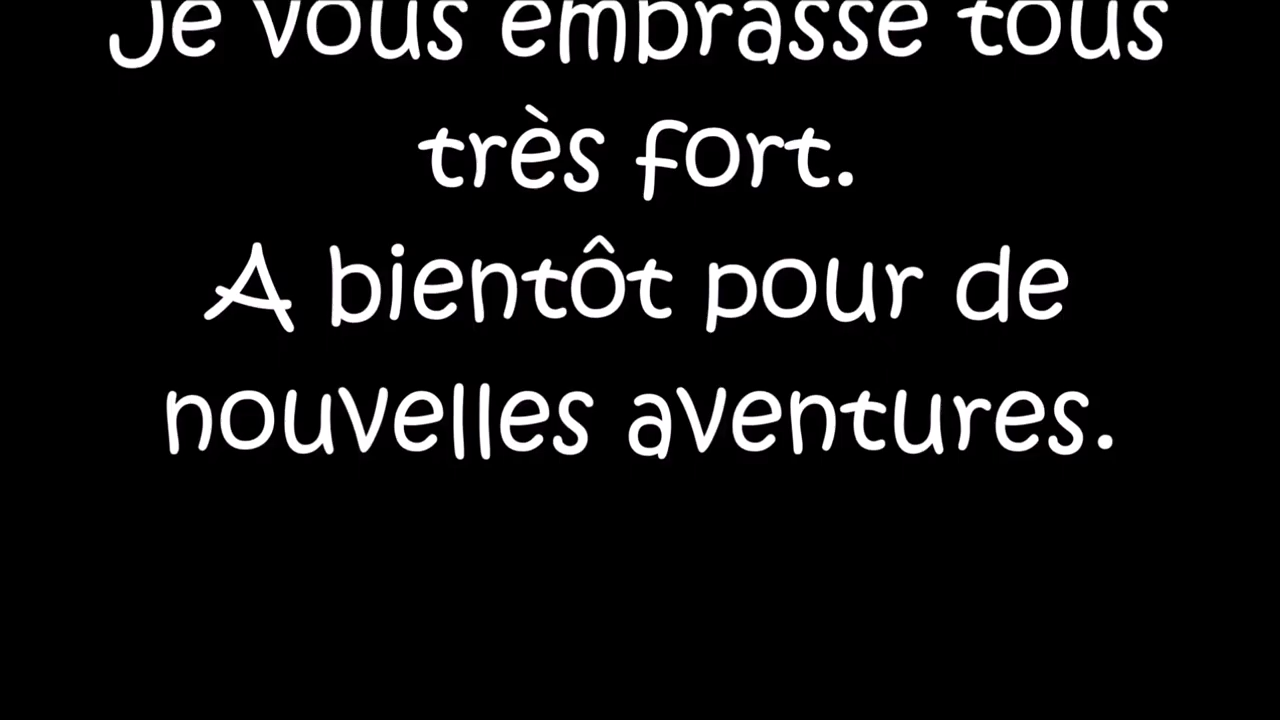 Je vous embrasse tous
très fort.
A bientôt pour de
nouvelles aventures.